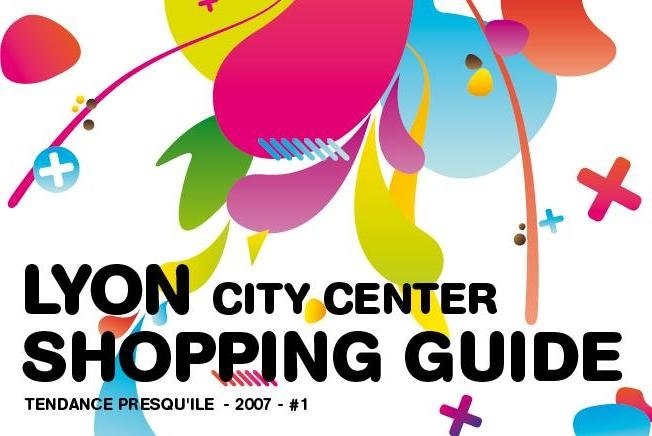 LYON CITY CENTER
SHOPPING GUIDE
TENDANCE PRESQU'ILE - 2007 - #1